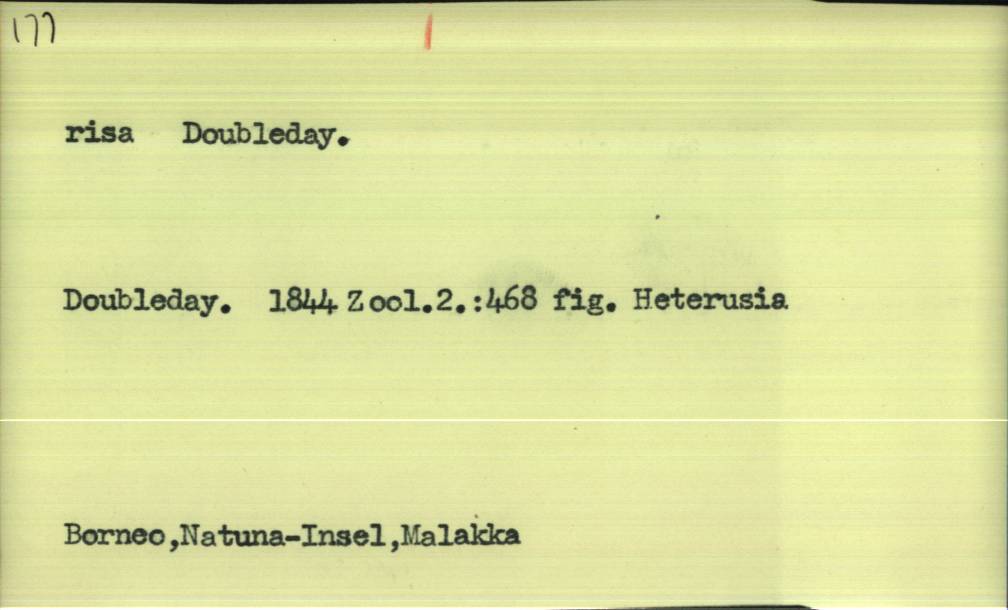 177
risa Doubleday.
Doubleday. 1844 Zool.2.:468 fig. Heterusia
Borneo,Natuna-Insel,Malakka